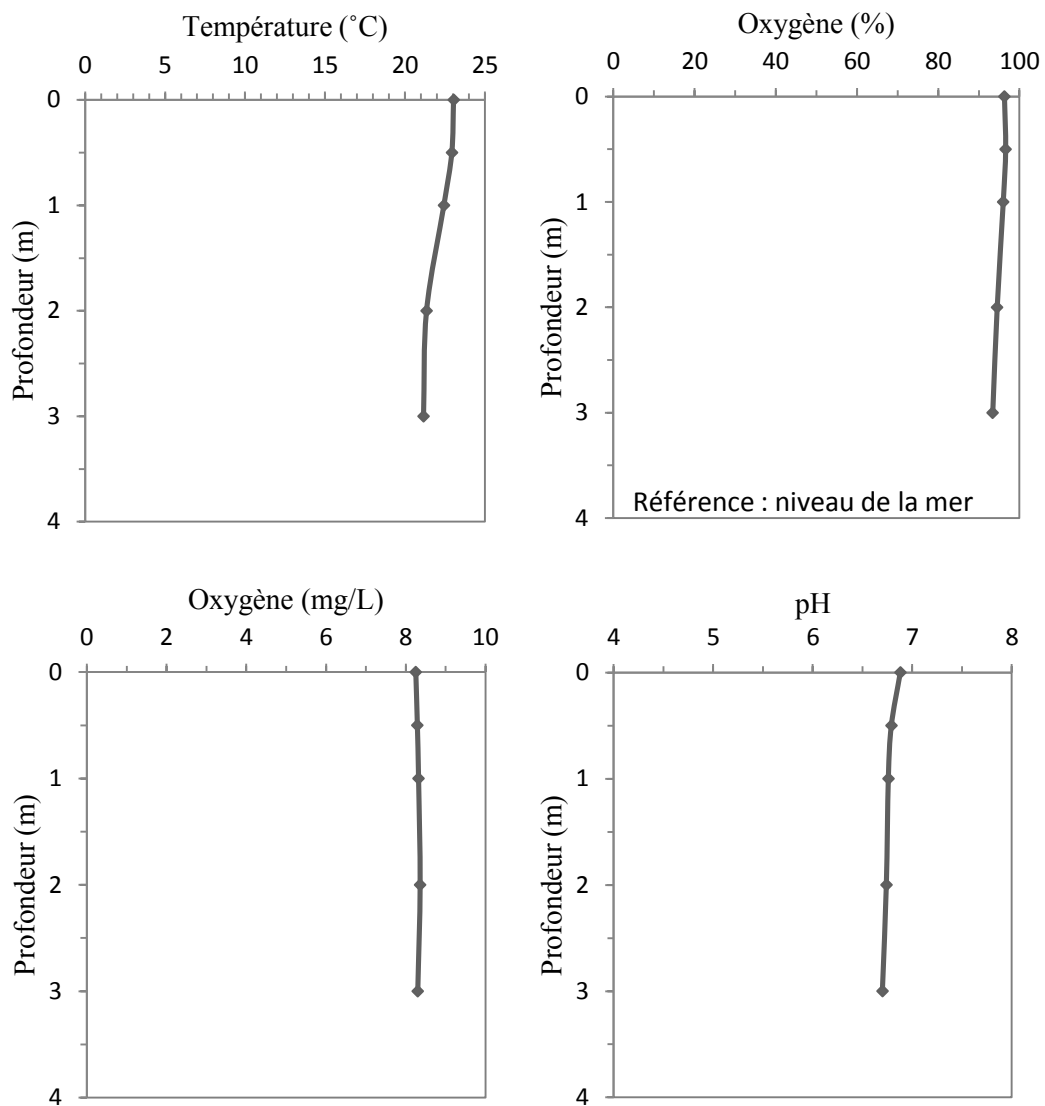 Température (˚C)
0 5 10 15 20 25
0
1
2
3
4
Profondeur (m)
Oxygène (%)
0 20 40 60 80 100
0
1
2
3
4
Profondeur (m)
Référence : niveau de la mer
Oxygène (mg/L)
0 2 4 6 8 10
0
1
2
3
4
Profondeur (m)
pH
4 5 6 7 8
0
1
2
3
4
Profondeur (m)